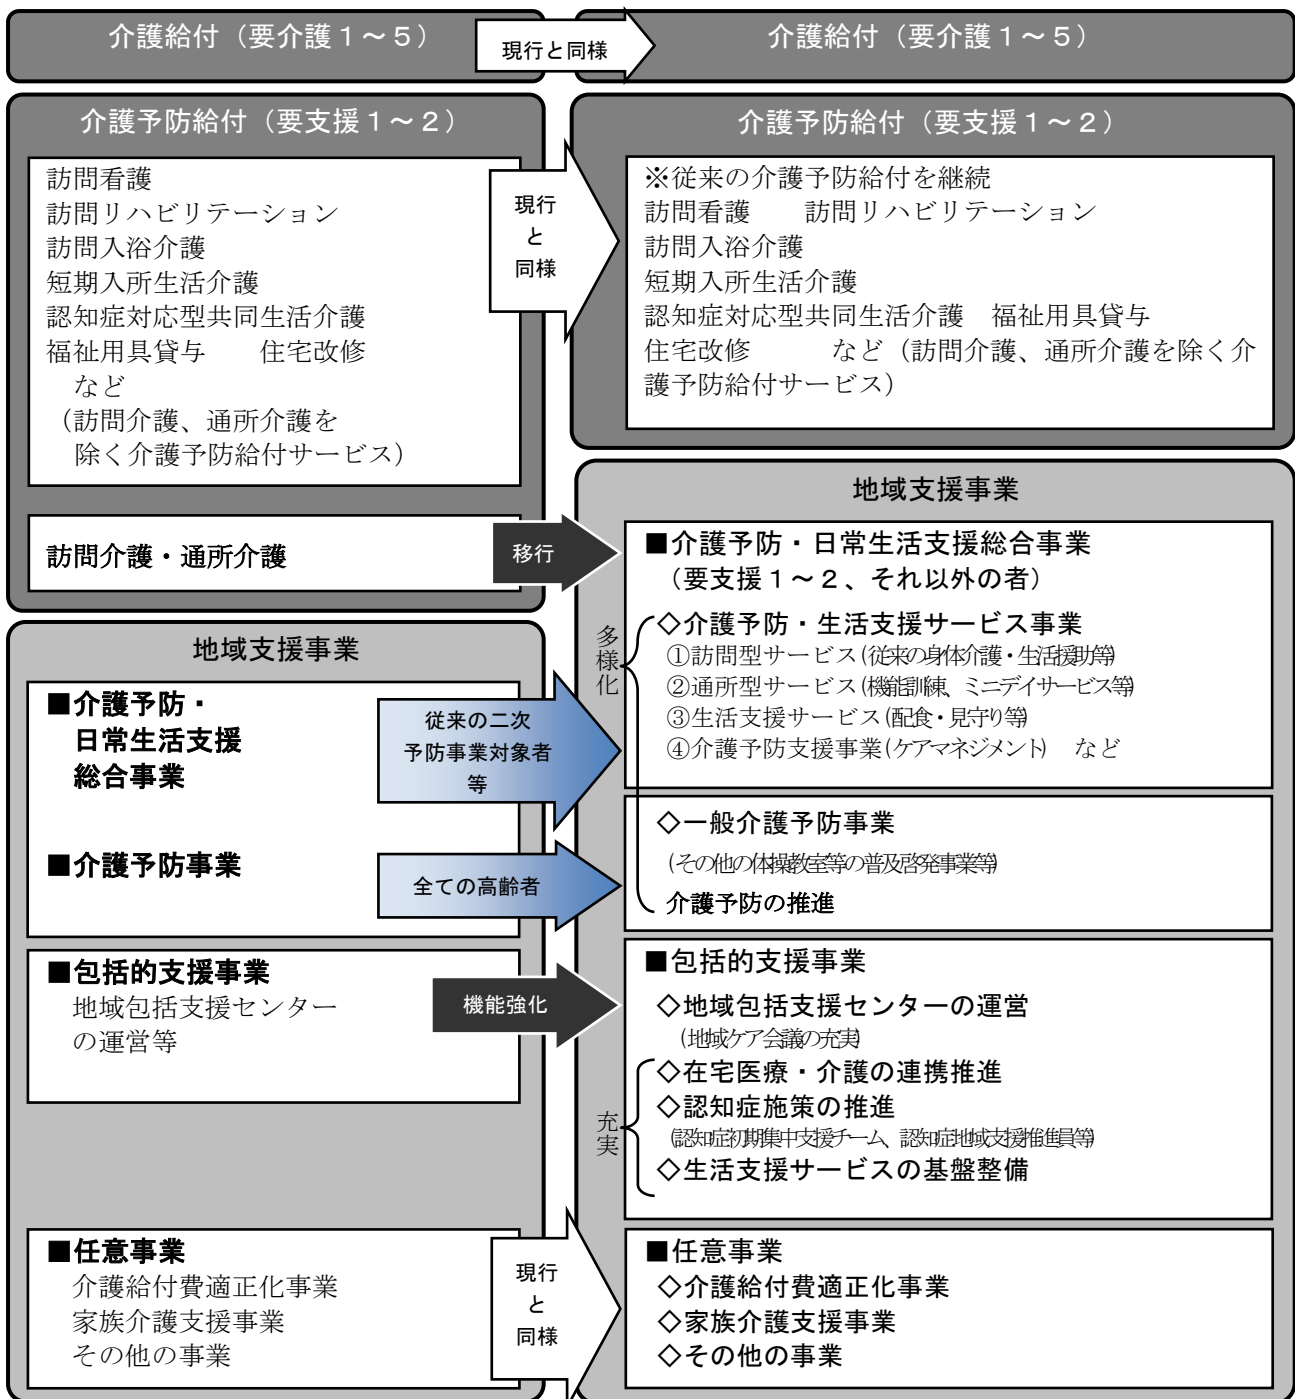 介護給付（要介護１～５）
現行と同様
介護給付（要介護１～５）
介護予防給付（要支援１～２）
訪問看護
訪問リハビリテーション
訪問入浴介護
短期入所生活介護
認知症対応型共同生活介護
福祉用具貸与　　住宅改修
など
（訪問介護、通所介護を
除く介護予防給付サービス）
現行
と
同様
介護予防給付（要支援１～２）
※従来の介護予防給付を継続
訪問看護　　訪問リハビリテーション
訪問入浴介護
短期入所生活介護
認知症対応型共同生活介護　福祉用具貸与
住宅改修　　　など（訪問介護、通所介護を除く介
護予防給付サービス）
訪問介護・通所介護
移行
地域支援事業
■介護予防・日常生活支援総合事業
（要支援１～２、それ以外の者）
多様化
◇介護予防・生活支援サービス事業
①訪問型サービス(従来の身体介護・生活援助等)
②通所型サービス(機能訓練、ミニデイサービス等)
③生活支援サービス(配食・見守り等)
④介護予防支援事業(ケアマネジメント)　など
◇一般介護予防事業
(その他の体操教室等の普及啓発事業等)
介護予防の推進
地域支援事業
■介護予防・
日常生活支援
総合事業
従来の二次
予防事業対象者
等
■介護予防事業
全ての高齢者
■包括的支援事業
地域包括支援センター
の運営等
機能強化
■包括的支援事業
◇地域包括支援センターの運営
(地域ケア会議の充実)
充実
◇在宅医療・介護の連携推進
◇認知症施策の推進
(認知症初期集中支援チーム、認知症地域支援推進員等)
◇生活支援サービスの基盤整備
■任意事業
介護給付費適正化事業
家族介護支援事業
その他の事業
現行
と
同様
■任意事業
◇介護給付費適正化事業
◇家族介護支援事業
◇その他の事業